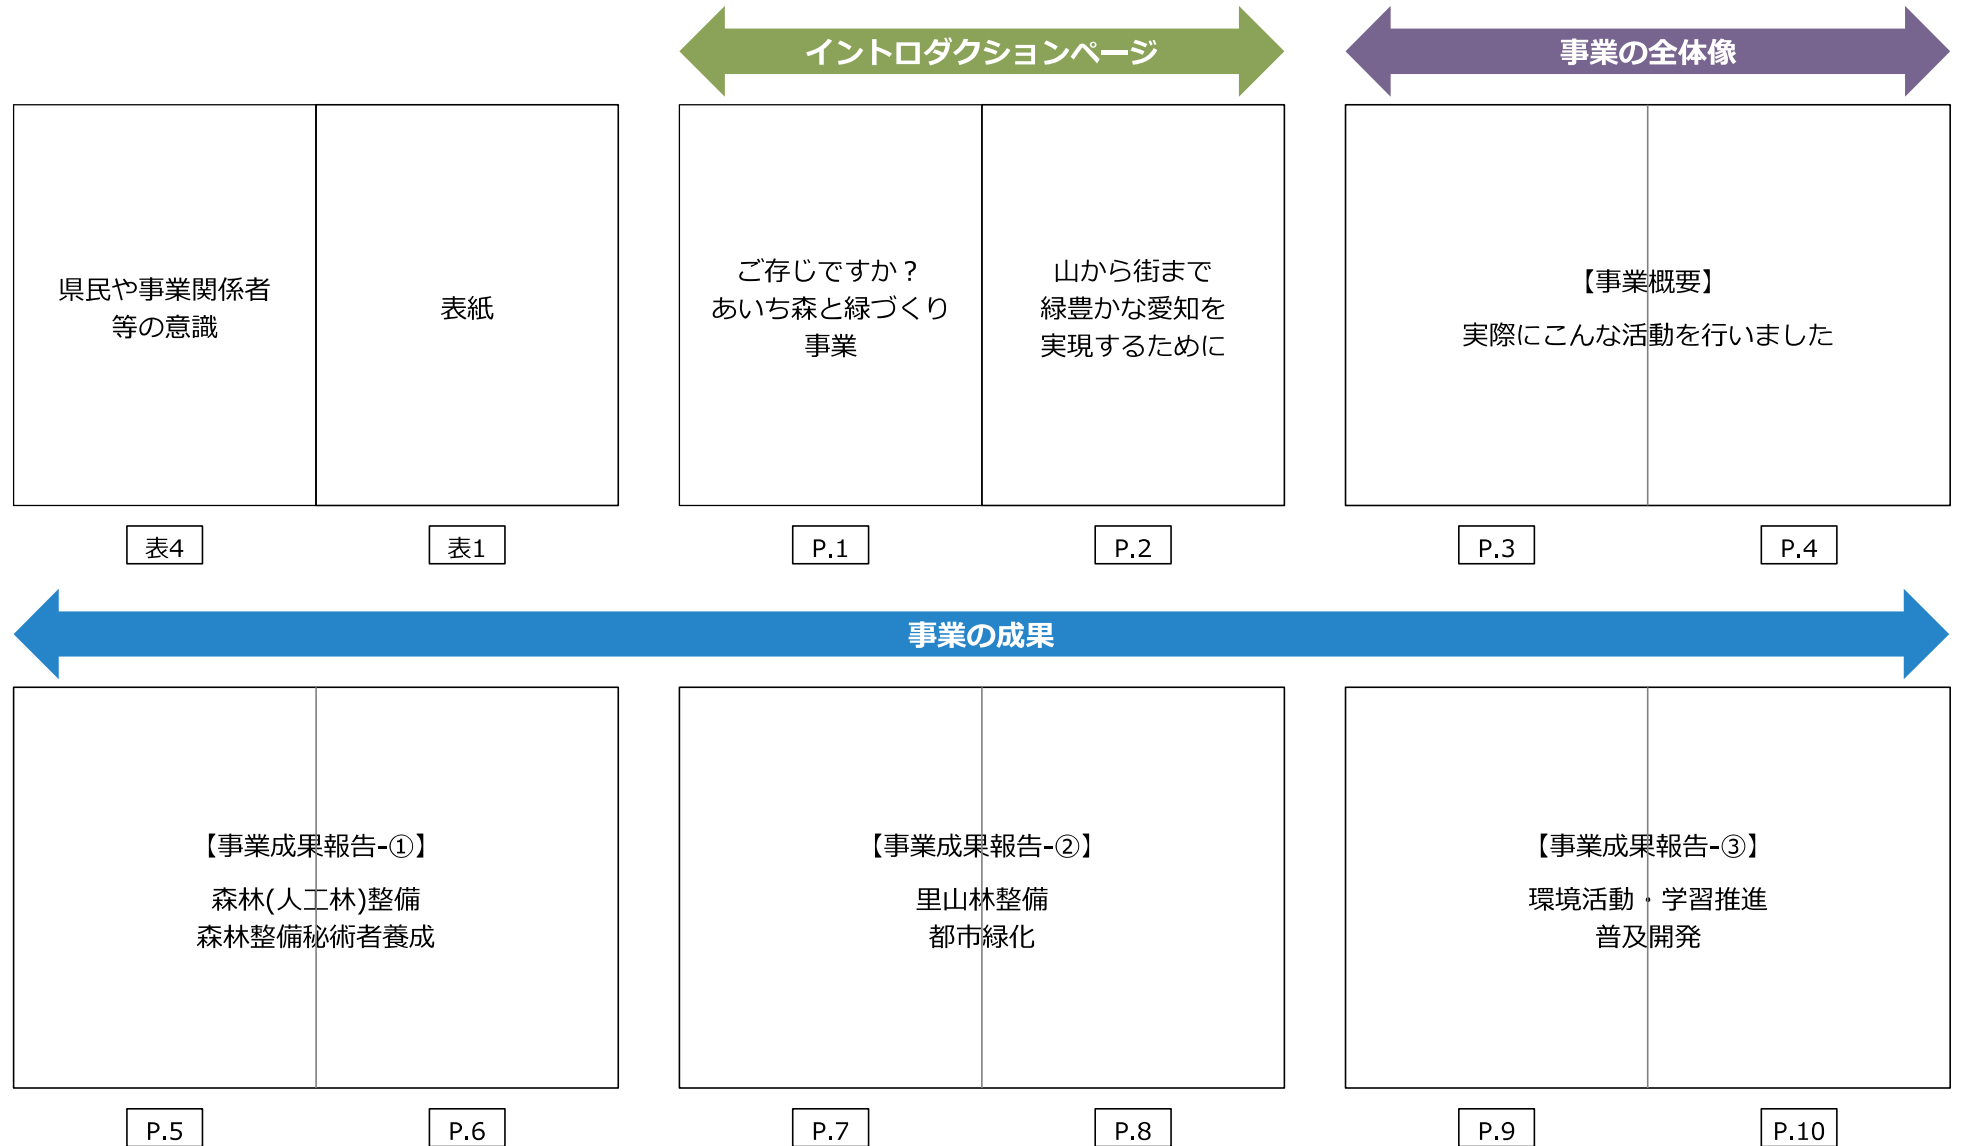 イントロダクションページ
事業の全体像
県民や事業関係者
等の意識
表紙
ご存じですか？
あいち森と緑づくり
事業
山から街まで
緑豊かな愛知を
実現するために
【事業概要】
実際にこんな活動を行いました
表4
表1
P.1
P.2
P.3
P.4
事業の成果
【事業成果報告-①】
森林(人工林)整備
森林整備秘術者養成
【事業成果報告-②】
里山林整備
都市緑化
【事業成果報告-③】
環境活動・学習推進
普及開発
P.5
P.6
P.7
P.8
P.9
P.10